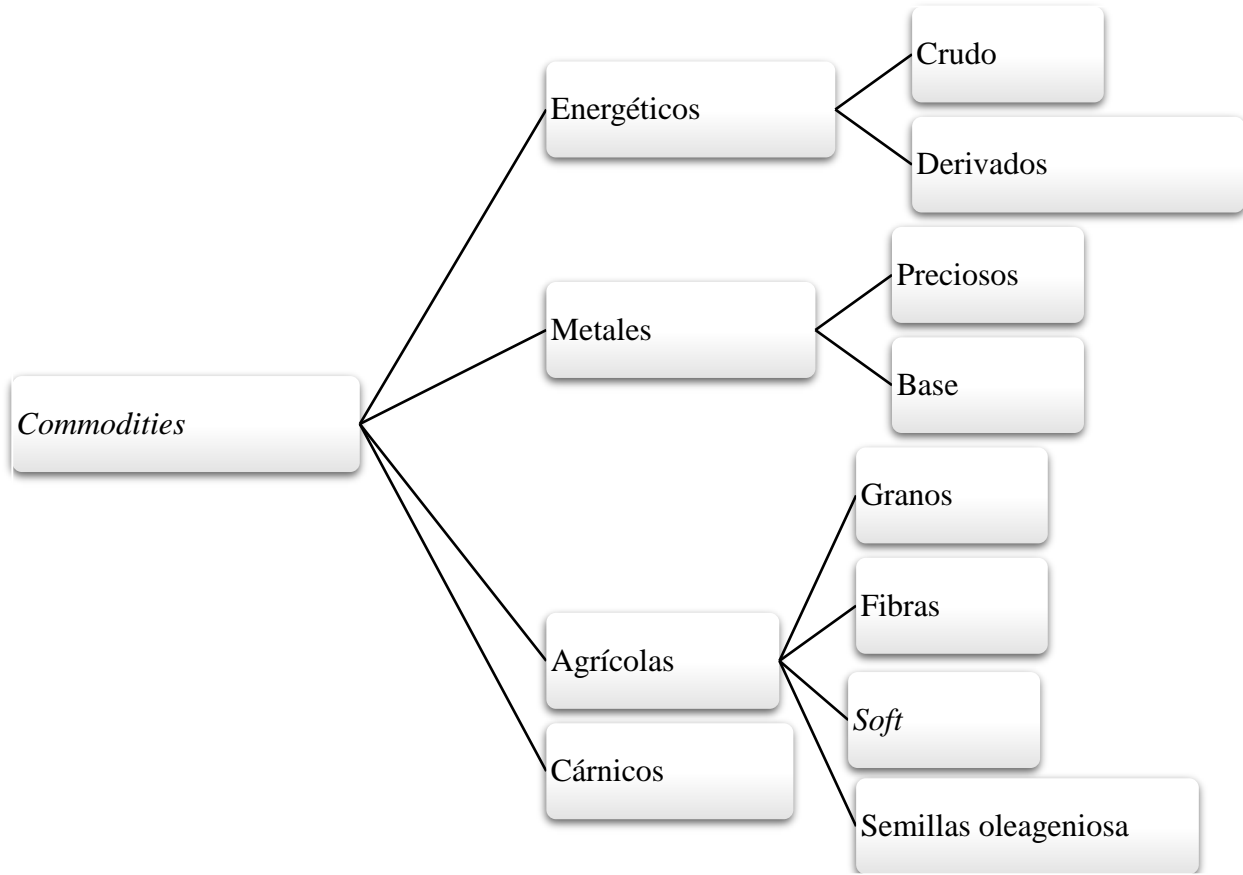 Commodities
Energéticos
Crudo
Derivados
Metales
Preciosos
Base
Agrícolas
Granos
Fibras
Soft
Semillas oleageniosa
Cárnicos